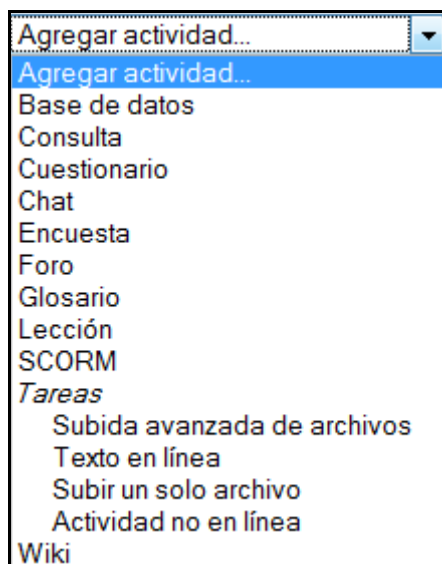 Agregar actividad...
Agregar actividad...
Base de datos
Consulta
Cuestionario
Chat
Encuesta
Foro
Glosario
Lección
SCORM
Tareas
Subida avanzada de archivos
Texto en línea
Subir un solo archivo
Actividad no en línea
Wiki